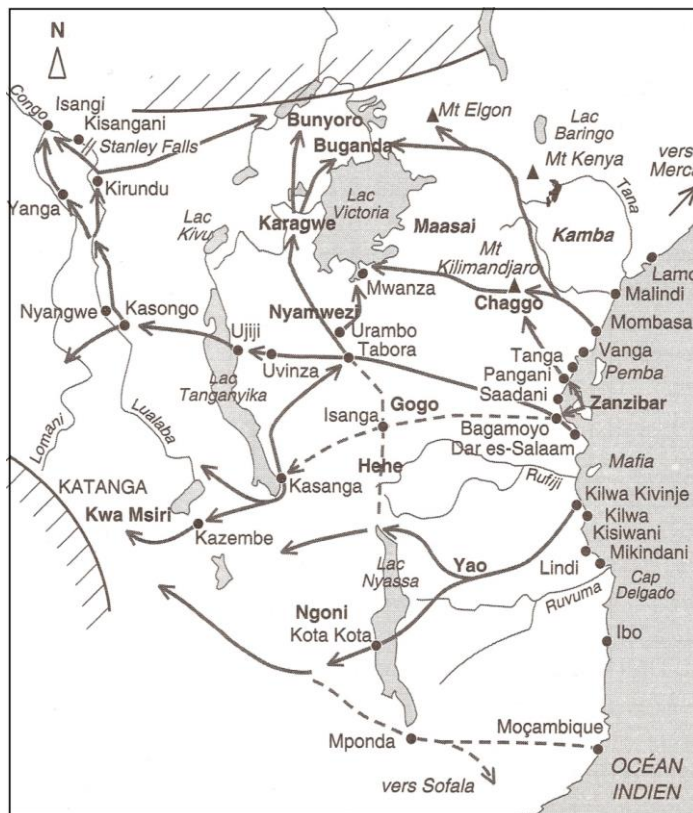 N
Congo
Isangi
Kisangani
Stanley Falls
Kirundu
Yanga
Bunyoro
Buganda
Mt Elgon
Lac
Baringo
Mt Kenya
vers
Merca
Tana
Lac
Kivu
Karagwe
Lac
Victoria
Maasai
Kamba
Mt
Kilimandjaro
Lamo
Malindi
Mwanza
Chaggo
Mombasa
Nyangwe
Kasongo
Nyamwezi
Urambo
Ujiji
Uvinza
Tabora
Tanga
Vanga
Pangani
Pemba
Saadani
Zanzibar
Lac
Tanganyika
Lomani
Lualaba
Isanga
Gogo
Bagamoyo
Dar es-Salaam
Hehe
Rufiji
Mafia
KATANGA
Kasanga
Kwa Msiri
Kazembe
Kilwa Kivinje
Kilwa
Kisiwani
Mikindani
Lindi
Cap
Delgado
Yao
Lac
Nyassa
Ruvuma
Ngoni
Kota Kota
Ibo
Mponda
Moçambique
vers Sofala
OCÉAN
INDIEN